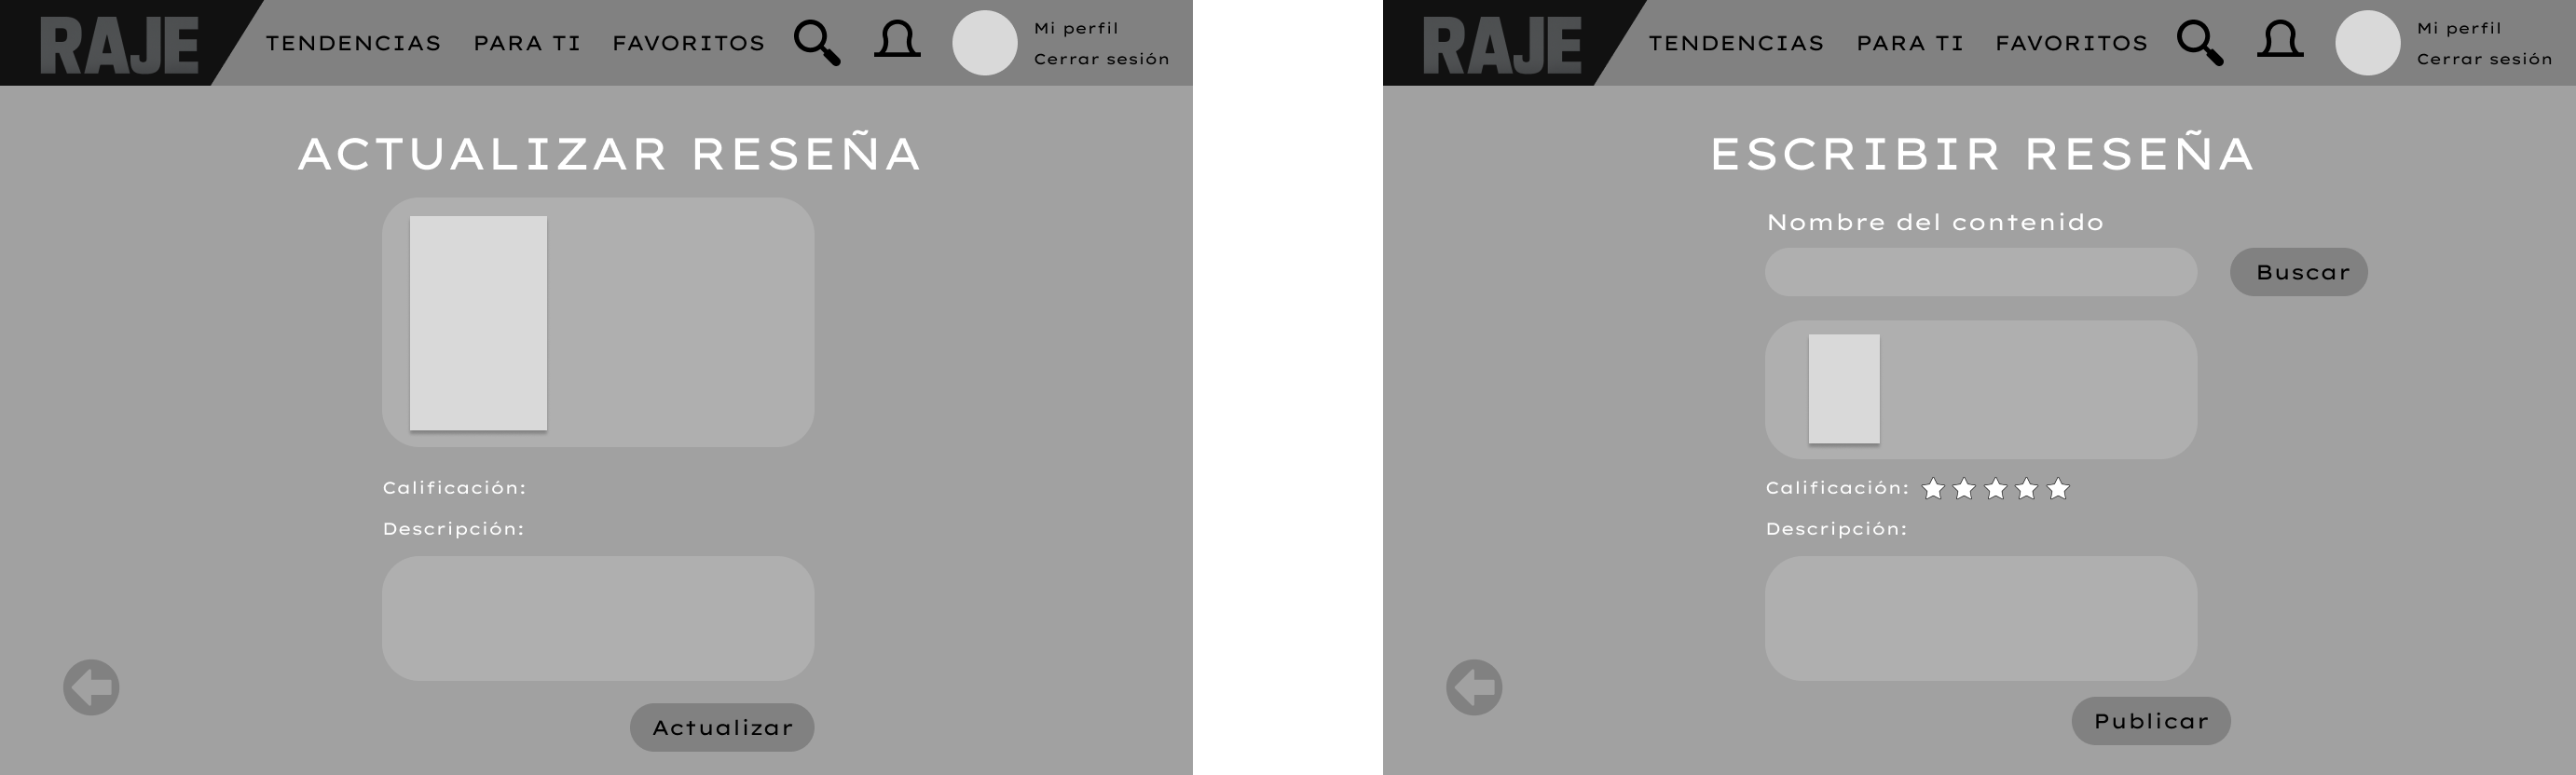 RAJE
TENDENCIAS PARA TI FAVORITOS
Mi perfil
Cerrar sesión
ACTUALIZAR RESEÑA
Calificación:
Descripción:
Actualizar
RAJE
TENDENCIAS PARA TI FAVORITOS
Mi perfil
Cerrar sesión
ESCRIBIR RESEÑA
Nombre del contenido
Buscar
Calificación:
Descripción:
Publicar